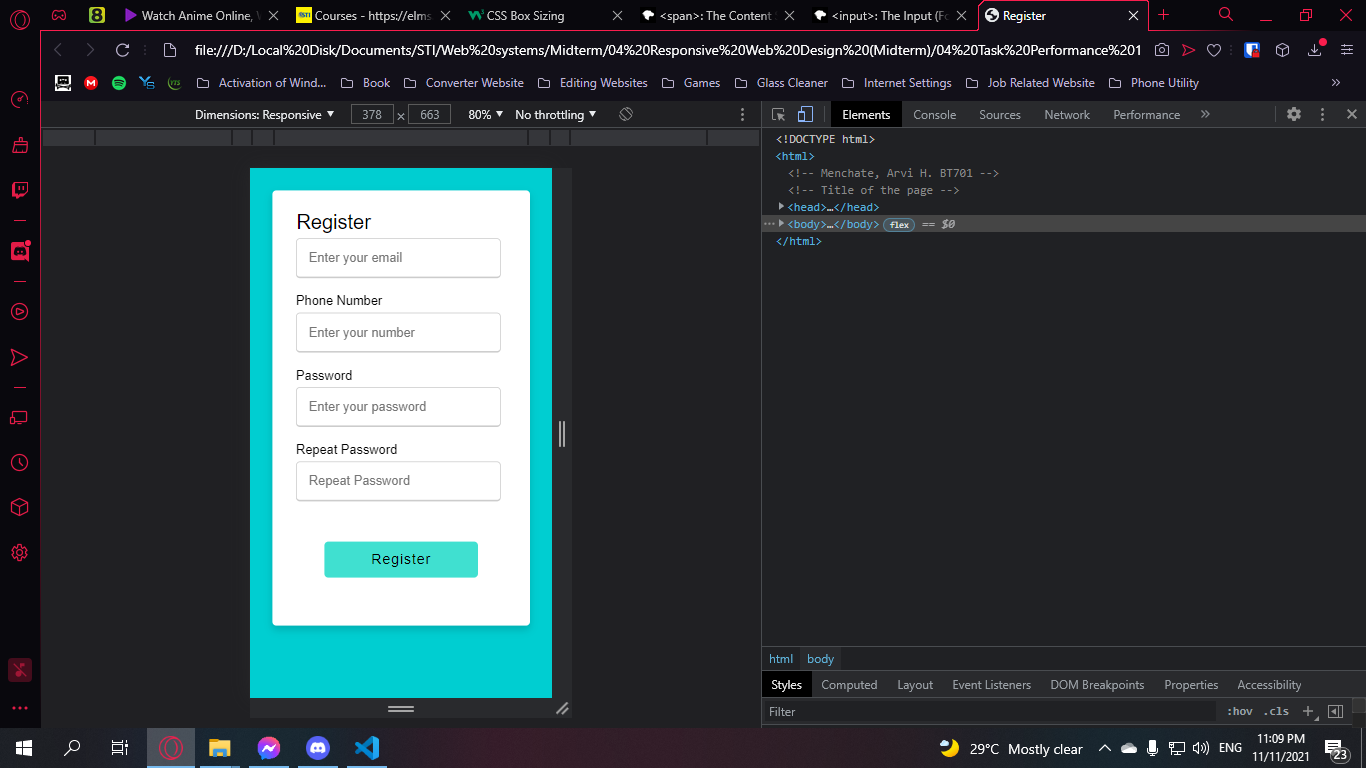 Watch Anime Online, V
Courses - https://elms
CSS Box Sizing
<span>: The Content S
<input>: The Input (Fo
Register
file:///D:/Local%20Disk/Documents/STI/Web%20systems/Midterm/04%20Responsive%20Web%20Design%20(Midterm)/04%20Task%20Performance%201
Activation of Wind...
Book
Converter Website
Editing Websites
Games
Glass Cleaner
Internet Settings
Job Related Website
Phone Utility
»
Dimensions: Responsive
378 × 663
80%
No throttling
Elements
Console
Sources
Network
Performance
»
<!DOCTYPE html>
<html>
<!-- Menchate, Arvi H. BT701 -->
<!-- Title of the page -->
<head>…</head>
<body>…</body> flex == $0
</html>
Register
Enter your email
Phone Number
Enter your number
Password
Enter your password
Repeat Password
Repeat Password
Register
html body
Styles
Computed
Layout
Event Listeners
DOM Breakpoints
Properties
Accessibility
Filter
:hov .cls
29°C Mostly clear
ENG
11:09 PM
11/11/2021
23